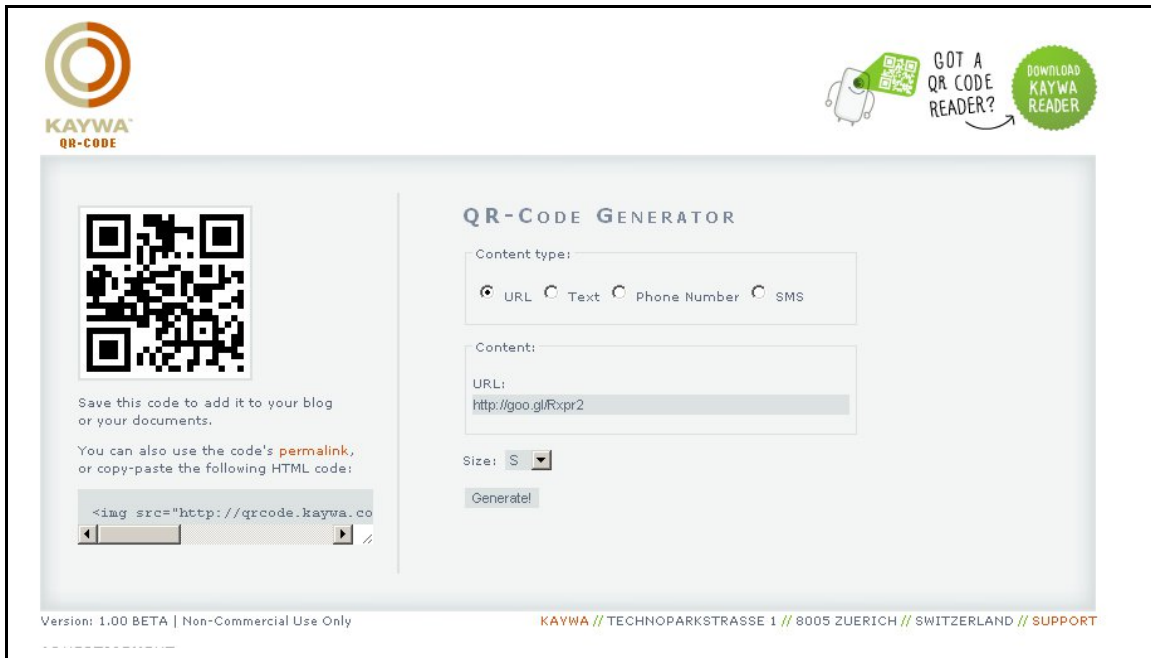 KAYWA
QR-CODE
GOT A
QR CODE
READER?
DOWNLOAD
KAYWA
READER
QR-CODE GENERATOR
Content type:
URL Text Phone Number SMS
Content:
URL:
http://goo.gl/Rxpr2
Size: S
Generate!
Save this code to add it to your blog
or your documents.
You can also use the code's permalink,
or copy-paste the following HTML code:
<img src="http://qrcode.kaywa.co
Version: 1.00 BETA | Non-Commercial Use Only
KAYWA // TECHNOPARKSTRASSE 1 // 8005 ZUERICH // SWITZERLAND // SUPPORT